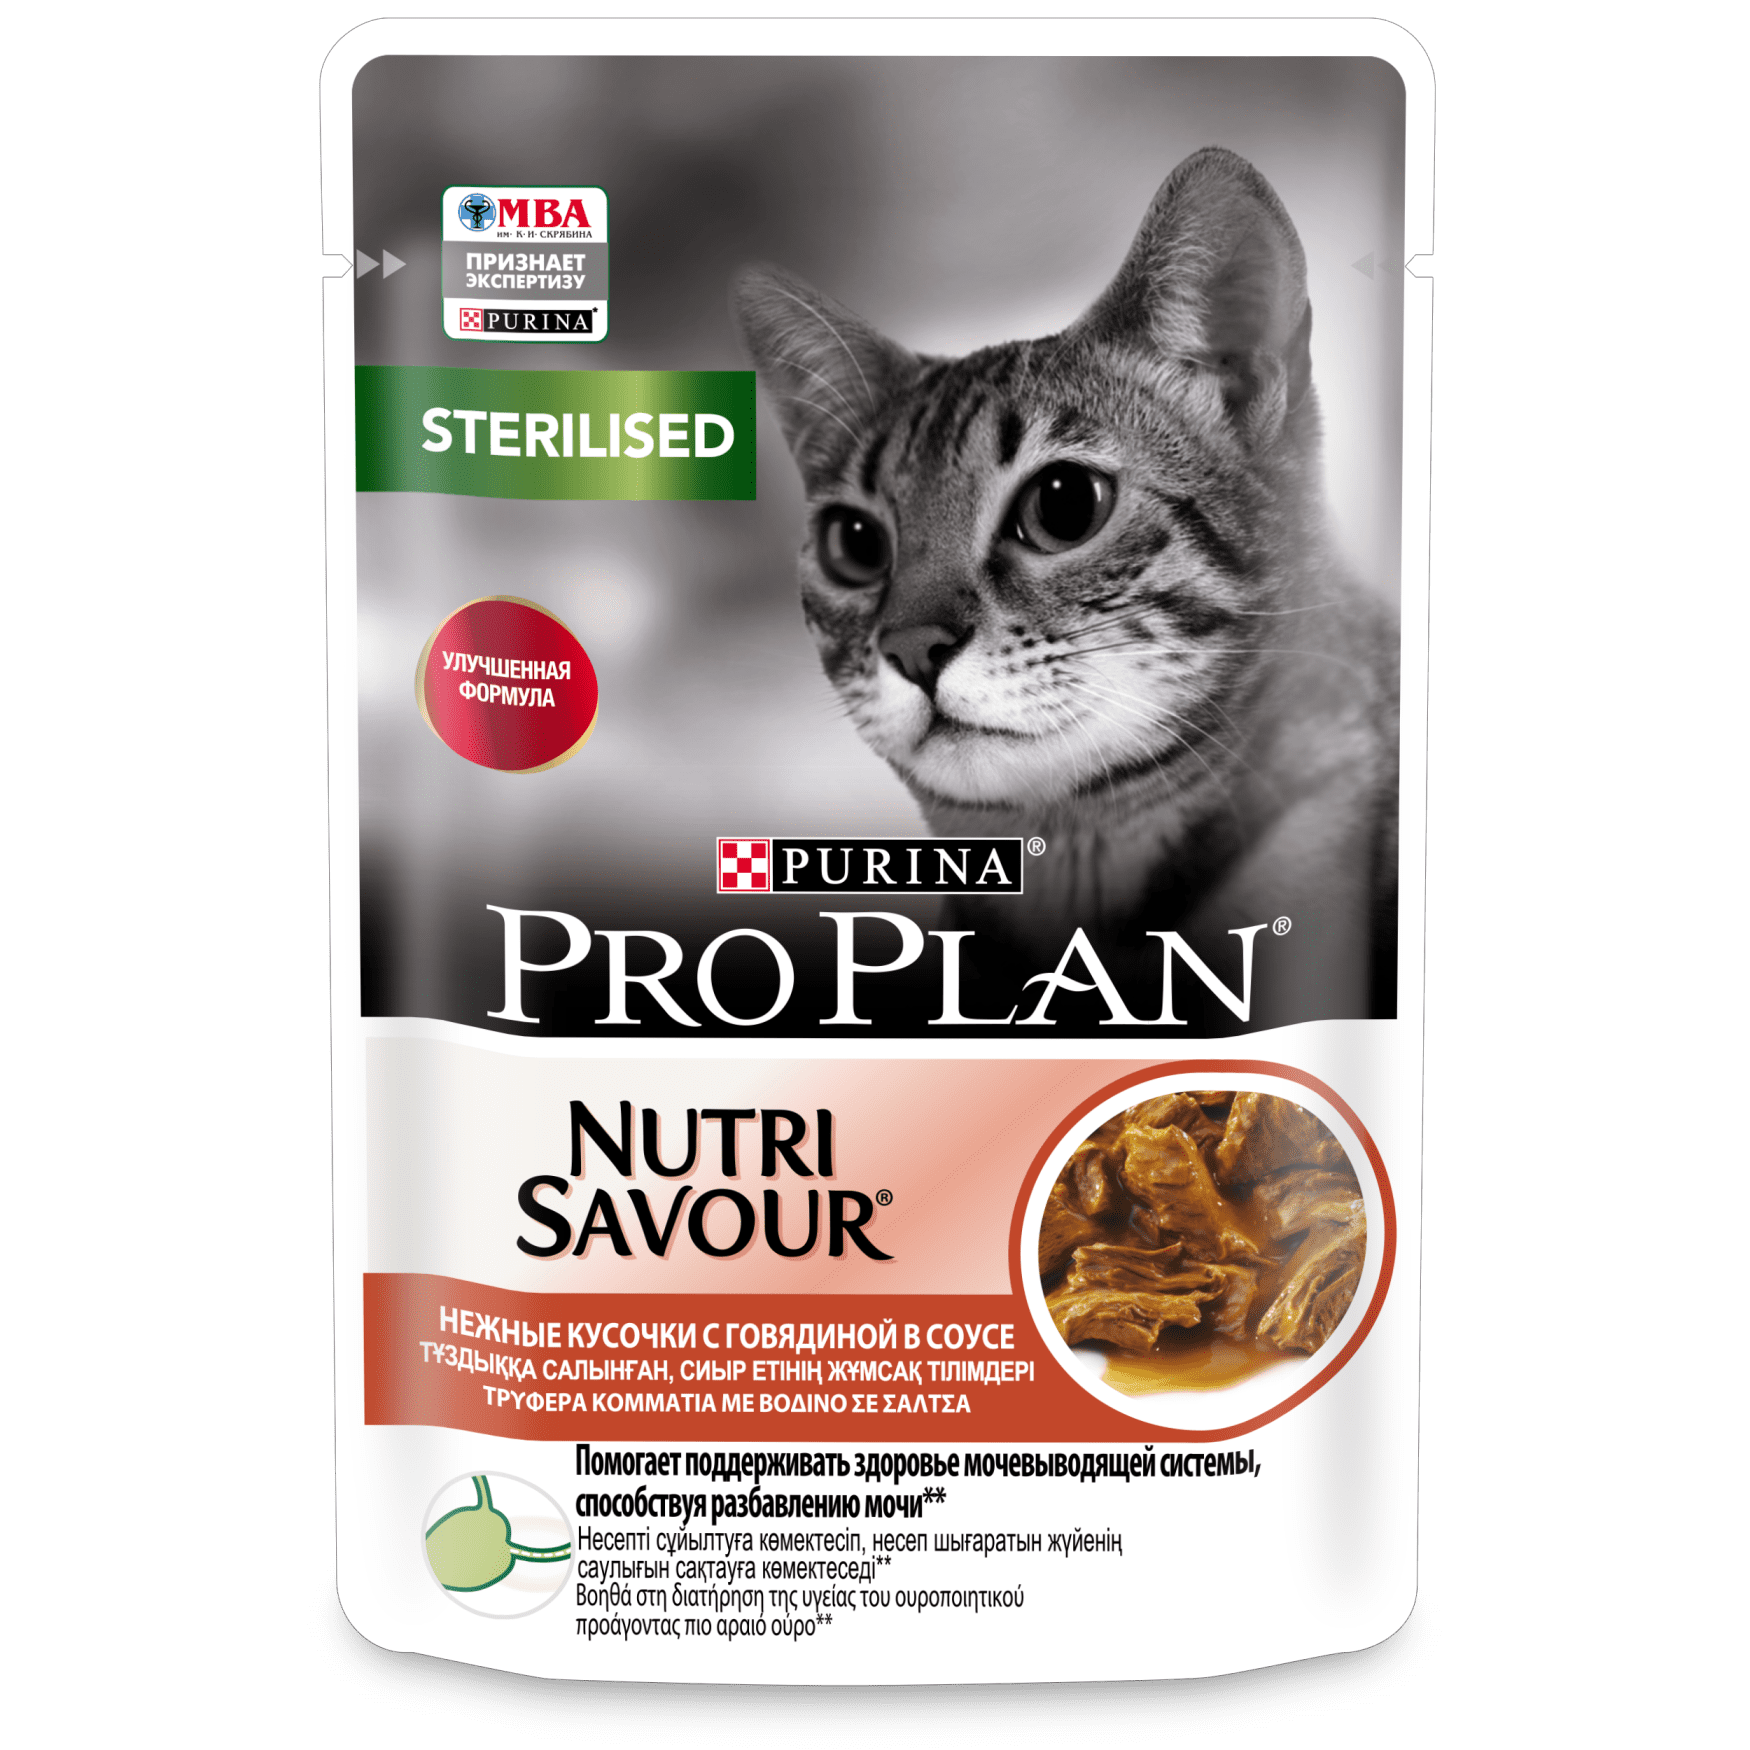 МВА
им. К.И. СКРЯБИНА
ПРИЗНАЕТ
ЭКСПЕРТИЗУ
PURINA*
STERILISED
УЛУЧШЕННАЯ
ФОРМУЛА
PURINA®
PRO PLAN®
NUTRI
SAVOUR®
НЕЖНЫЕ КУСОЧКИ С ГОВЯДИНОЙ В СОУСЕ
ТҰЗДЫҚҚА САЛЫНҒАН, СИЫР ЕТІНІҢ ЖҰМСАҚ ТІЛІМДЕРІ
ΤΡΥΦΕΡΑ ΚΟΜΜΑΤΙΑ ΜΕ ΒΟΔΙΝΟ ΣΕ ΣΑΛΤΣΑ
Помогает поддерживать здоровье мочевыводящей системы,
способствуя разбавлению мочи**
Несепті сұйылтуға көмектесіп, несеп шығаратын жүйенің
саулығын сақтауға көмектеседі**
Βοηθά στη διατήρηση της υγείας του ουροποιητικού
προάγοντας πιο αραιό ούρο**